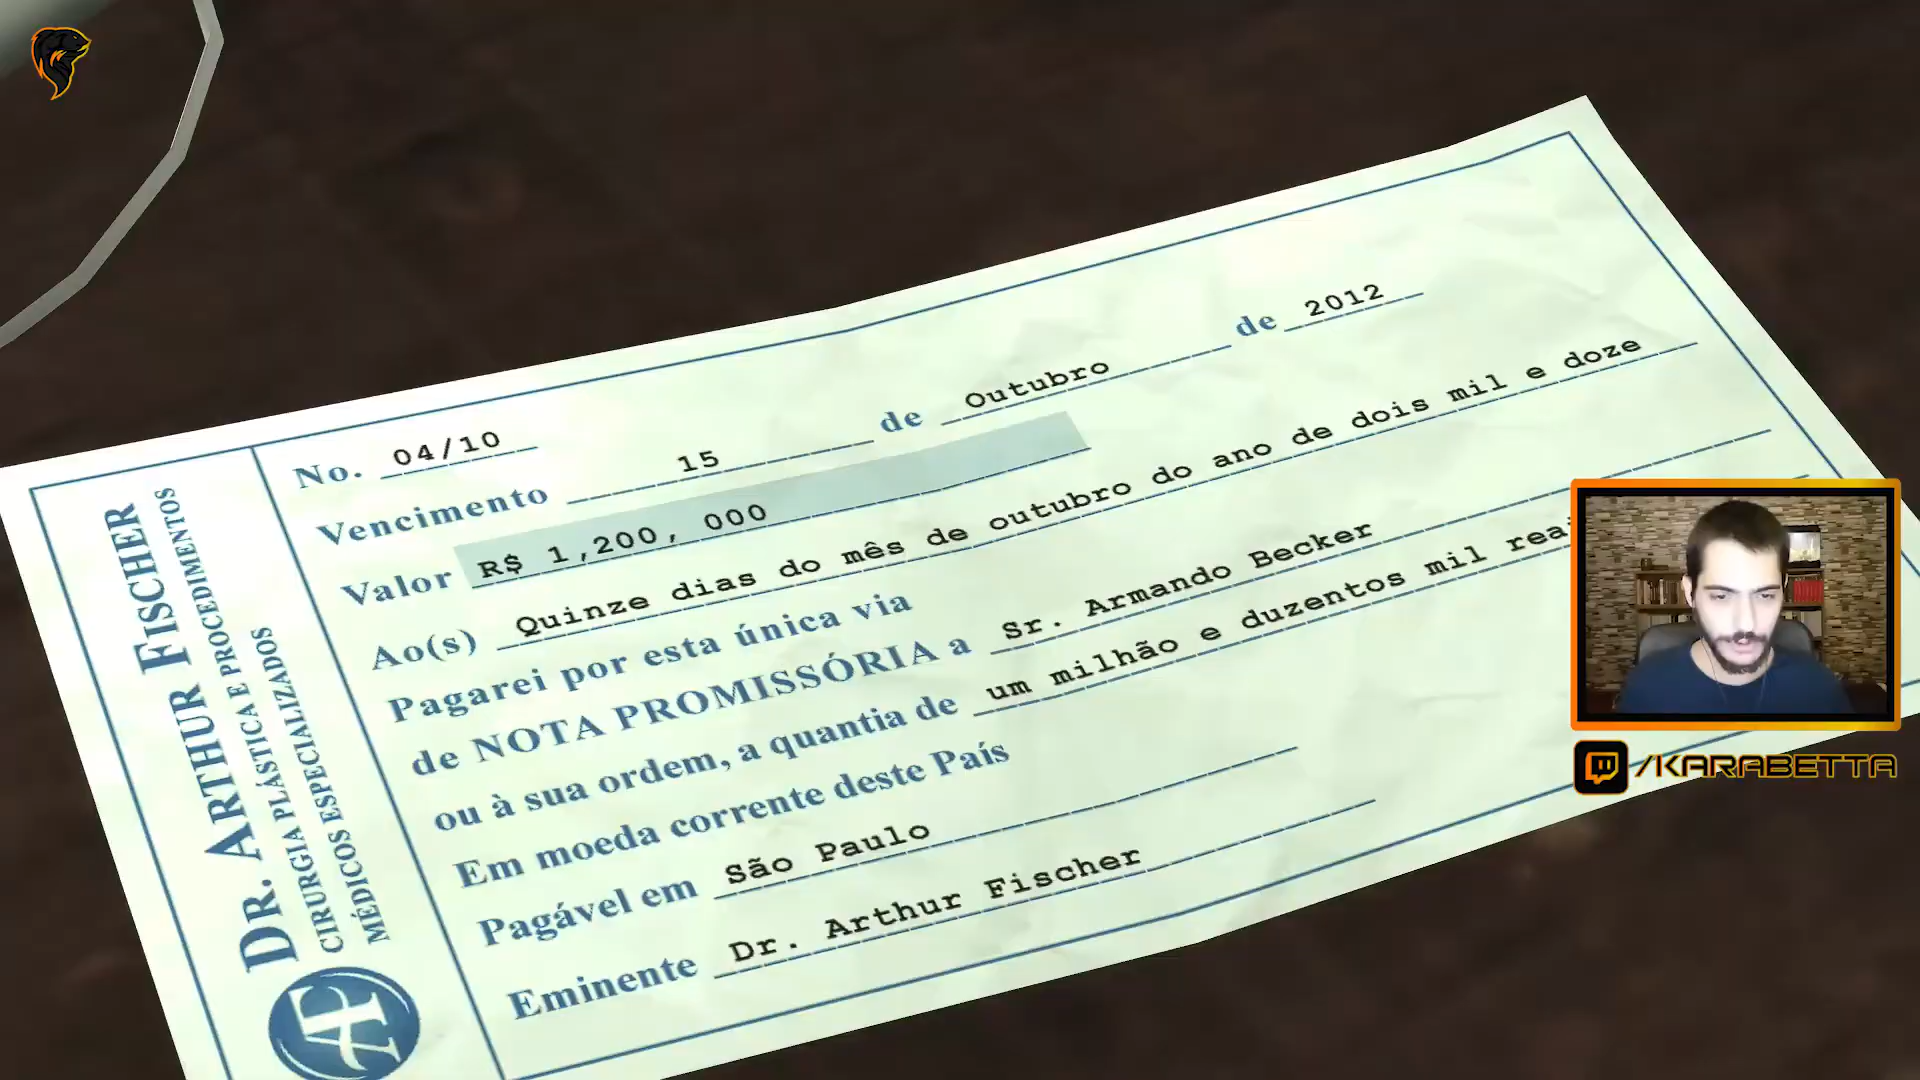 No. 04/10
Vencimento 15 de Outubro de 2012
Valor R$ 1,200, 000
Ao(s) Quinze dias do mês de outubro do ano de dois mil e doze
Pagarei por esta única via
de NOTA PROMISSÓRIA a Sr. Armando Becker
ou à sua ordem, a quantia de um milhão e duzentos mil
Em moeda corrente deste País
Pagável em São Paulo
Eminente Dr. Arthur Fischer
DR. ARTHUR FISCHER
CIRURGIA PLÁSTICA E PROCEDIMENTOS
MÉDICOS ESPECIALIZADOS
AF
/KARABETTA